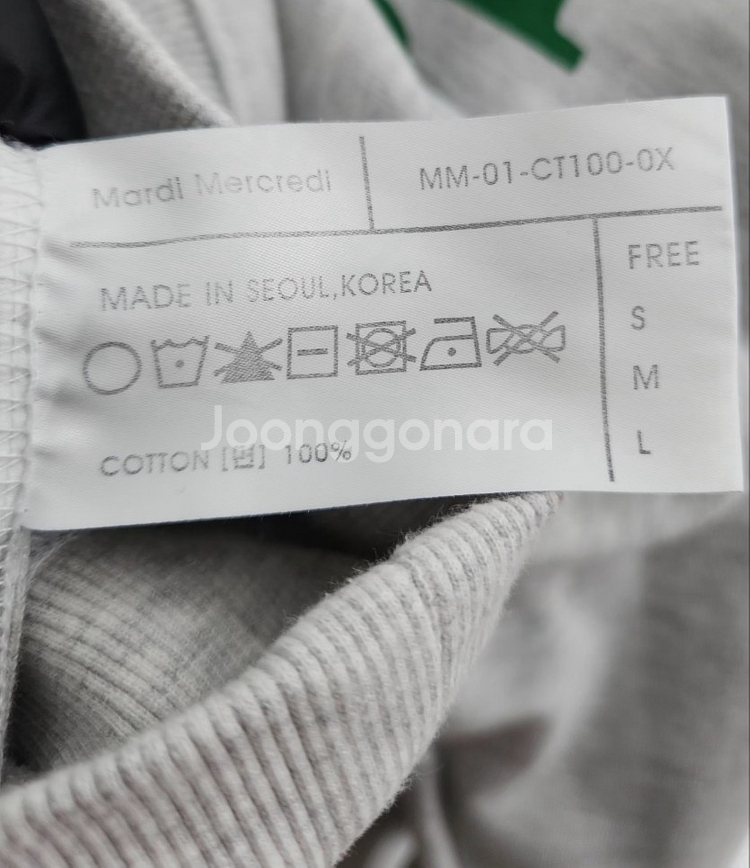 Mardi Mercredi
MM-01-CT100-0X
MADE IN SEOUL,KOREA
FREE
S
M
L
Joonggonara
COTTON [면] 100%